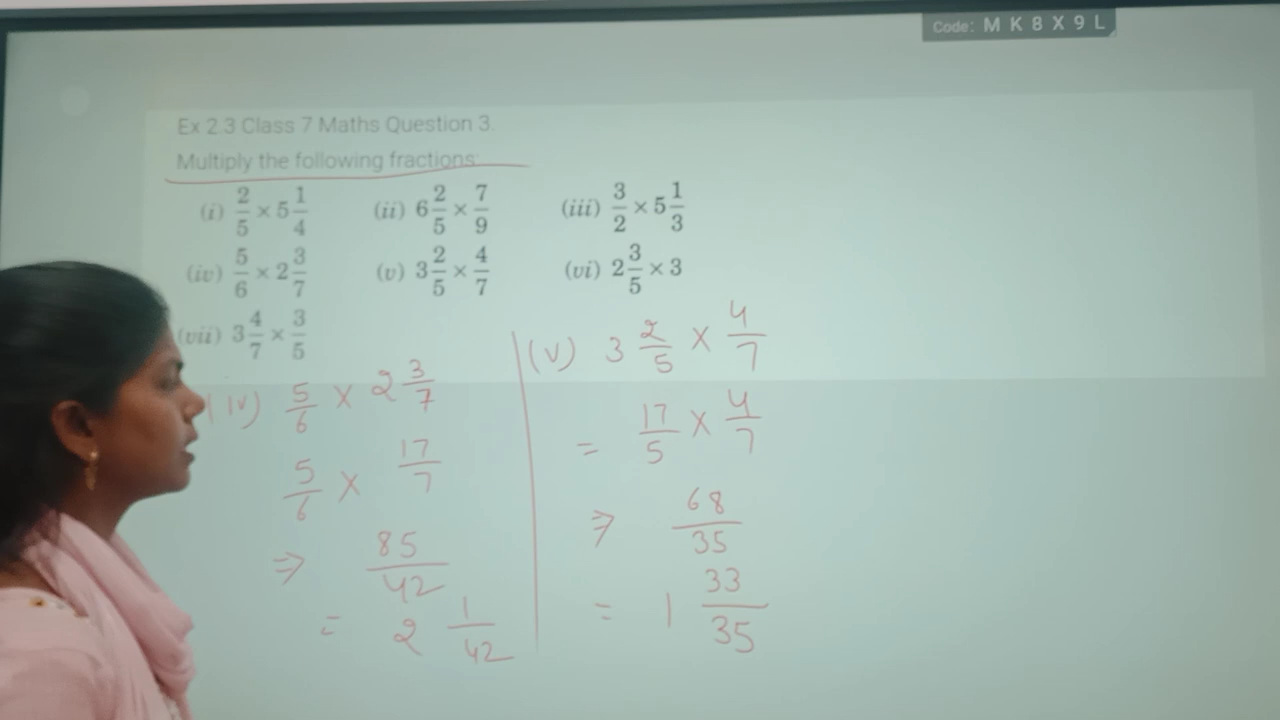 Code: M K 8 X 9 L
Ex 2.3 Class 7 Maths Question 3.
Multiply the following fractions:
(i) 2/5 × 5 1/4 (ii) 6 2/5 × 7/9 (iii) 3/2 × 5 1/3
(iv) 5/6 × 2 3/7 (v) 3 2/5 × 4/7 (vi) 2 3/5 × 3
(vii) 3 4/7 × 3/5
(iv) 5/6 × 2 3/7
5/6 × 17/7
⇒ 85/42
= 2 1/42
(v) 3 2/5 × 4/7
= 17/5 × 4/7
⇒ 68/35
= 1 33/35